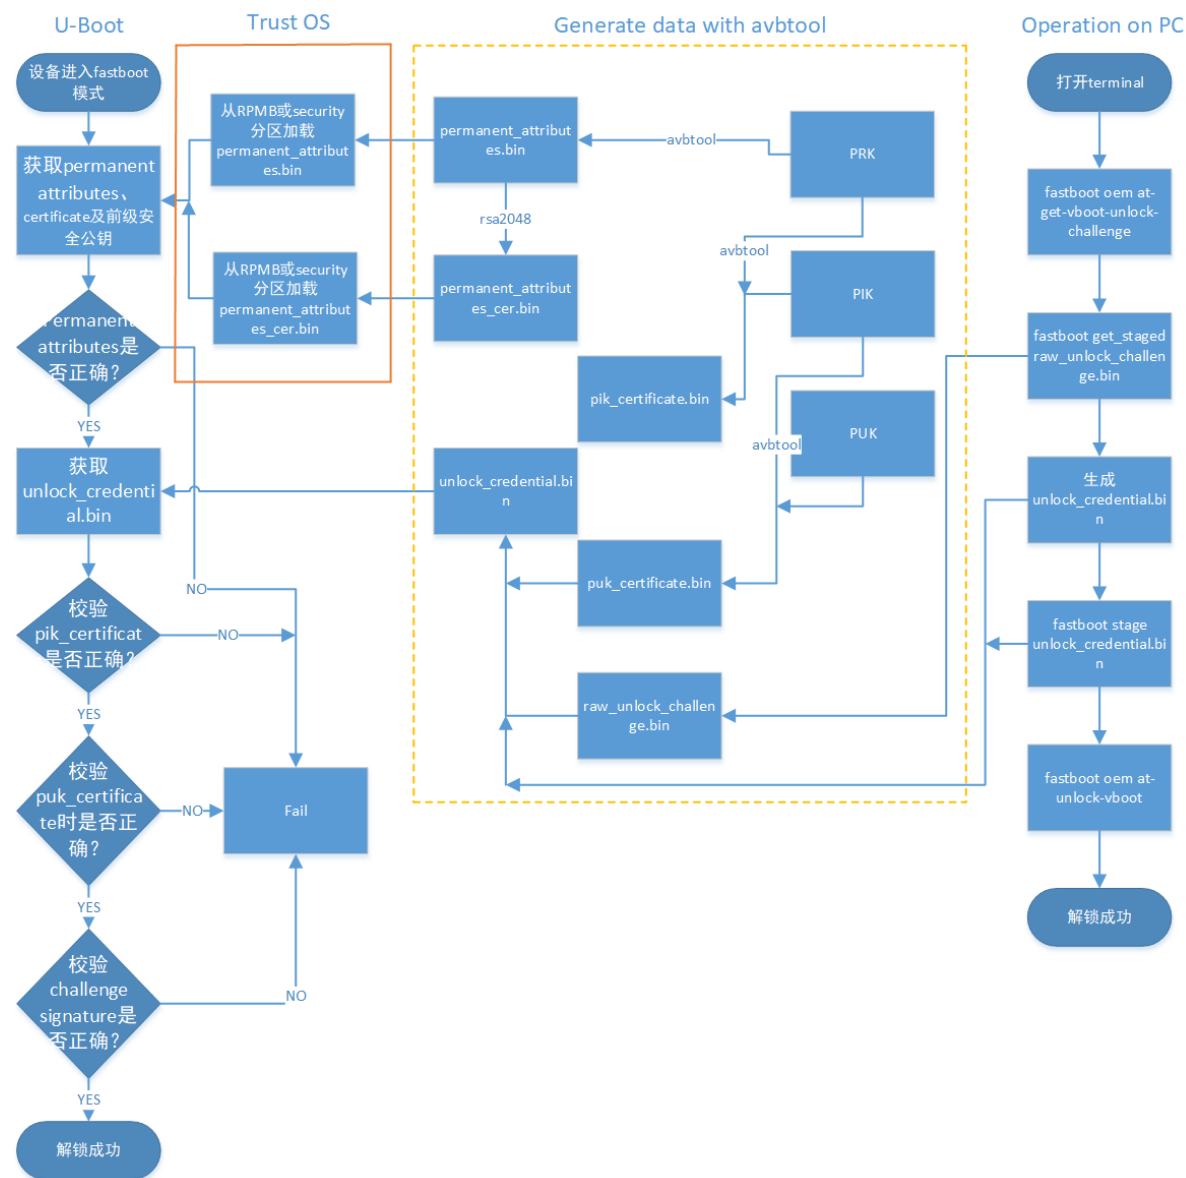 U-Boot
设备进入fastboot
模式
获取permanent
attributes、
certificate及前级安
全公钥
Permanent
attributes是
否正确?
YES
获取
unlock_credenti
al.bin
校验
pik_certificat
是否正确?
YES
校验
puk_certifica
te时是否正
确?
YES
校验
challenge
signature是
否正确?
YES
解锁成功
NO
NO
NO
NO
Fail
Trust OS
从RPMB或security
分区加载
permanent_attribut
es.bin
从RPMB或security
分区加载
permanent_attribut
es_cer.bin
Generate data with avbtool
permanent_attribut
es.bin
rsa2048
permanent_attribut
es_cer.bin
avbtool
PRK
avbtool
PIK
pik_certificate.bin
PUK
avbtool
unlock_credential.bi
n
puk_certificate.bin
raw_unlock_challen
ge.bin
Operation on PC
打开terminal
fastboot oem at-
get-vboot-unlock-
challenge
fastboot get_staged
raw_unlock_challen
ge.bin
生成
unlock_credential.bi
n
fastboot stage
unlock_credential.bi
n
fastboot oem at-
unlock-vboot
解锁成功